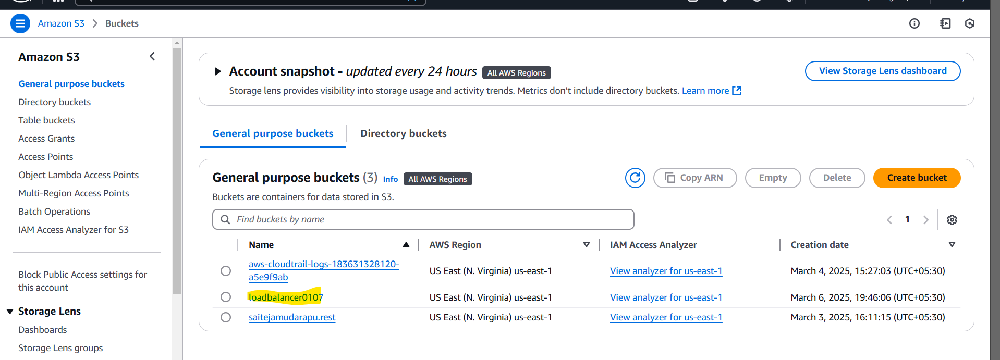 Amazon S3 > Buckets
Amazon S3
General purpose buckets
Directory buckets
Table buckets
Access Grants
Access Points
Object Lambda Access Points
Multi-Region Access Points
Batch Operations
IAM Access Analyzer for S3
Block Public Access settings for
this account
Storage Lens
Dashboards
Storage Lens groups
Account snapshot - updated every 24 hours All AWS Regions
View Storage Lens dashboard
Storage lens provides visibility into storage usage and activity trends. Metrics don't include directory buckets. Learn more
General purpose buckets Directory buckets
General purpose buckets (3) Info All AWS Regions
Copy ARN Empty Delete Create bucket
Buckets are containers for data stored in S3.
Find buckets by name
1
Name AWS Region IAM Access Analyzer Creation date
aws-cloudtrail-logs-183631328120-
a5e9f9ab US East (N. Virginia) us-east-1 View analyzer for us-east-1 March 4, 2025, 15:27:03 (UTC+05:30)
loadbalancer0107 US East (N. Virginia) us-east-1 View analyzer for us-east-1 March 6, 2025, 19:46:06 (UTC+05:30)
saitejamudarapu.rest US East (N. Virginia) us-east-1 View analyzer for us-east-1 March 3, 2025, 16:11:15 (UTC+05:30)